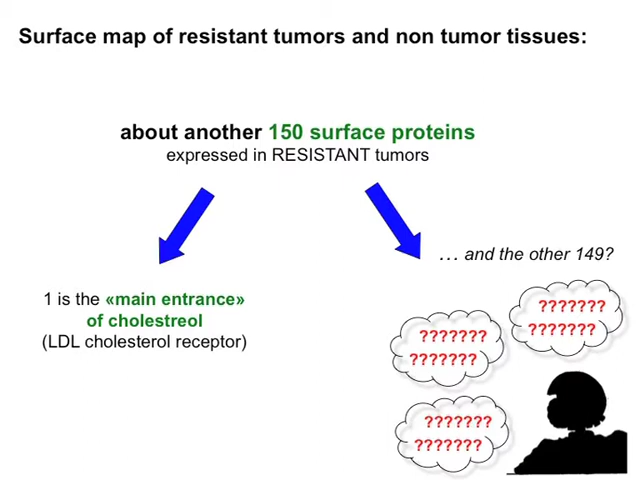 Surface map of resistant tumors and non tumor tissues:
about another 150 surface proteins
expressed in RESISTANT tumors
… and the other 149?
1 is the «main entrance»
of cholestreol
(LDL cholesterol receptor)
???????
???????
???????
???????
???????
???????